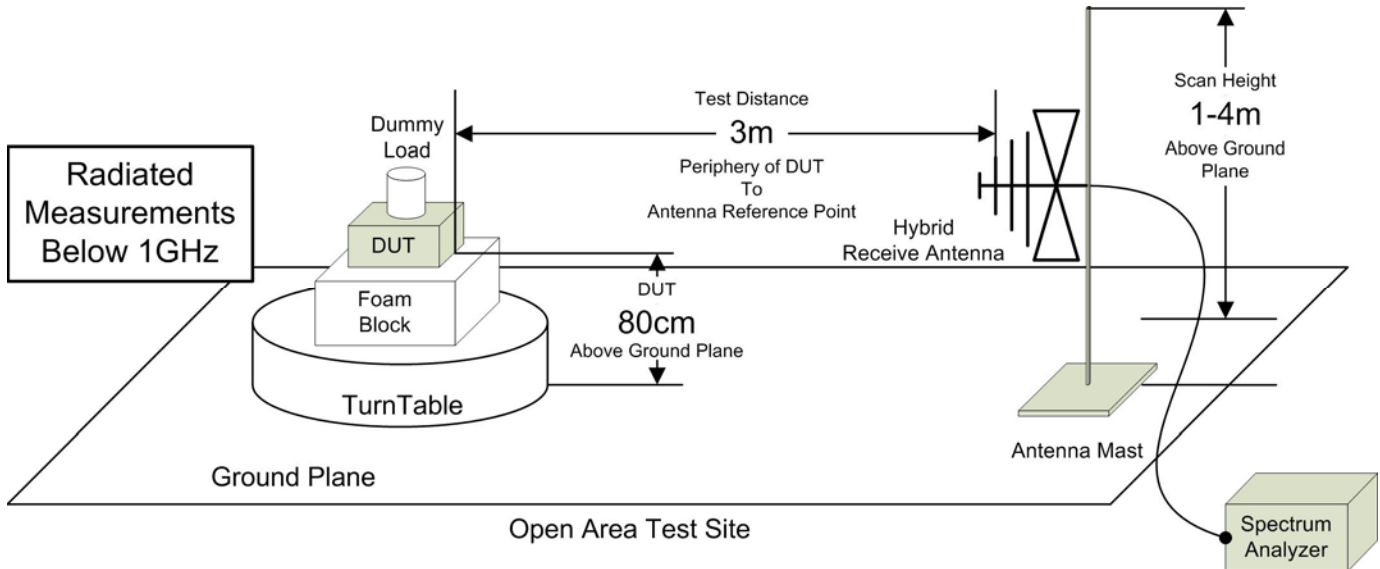 Radiated
Measurements
Below 1GHz
Dummy
Load
DUT
Foam
Block
TurnTable
Ground Plane
Test Distance
3m
Periphery of DUT
To
Antenna Reference Point
DUT
80cm
Above Ground Plane
Hybrid
Receive Antenna
Scan Height
1-4m
Above Ground
Plane
Antenna Mast
Open Area Test Site
Spectrum
Analyzer